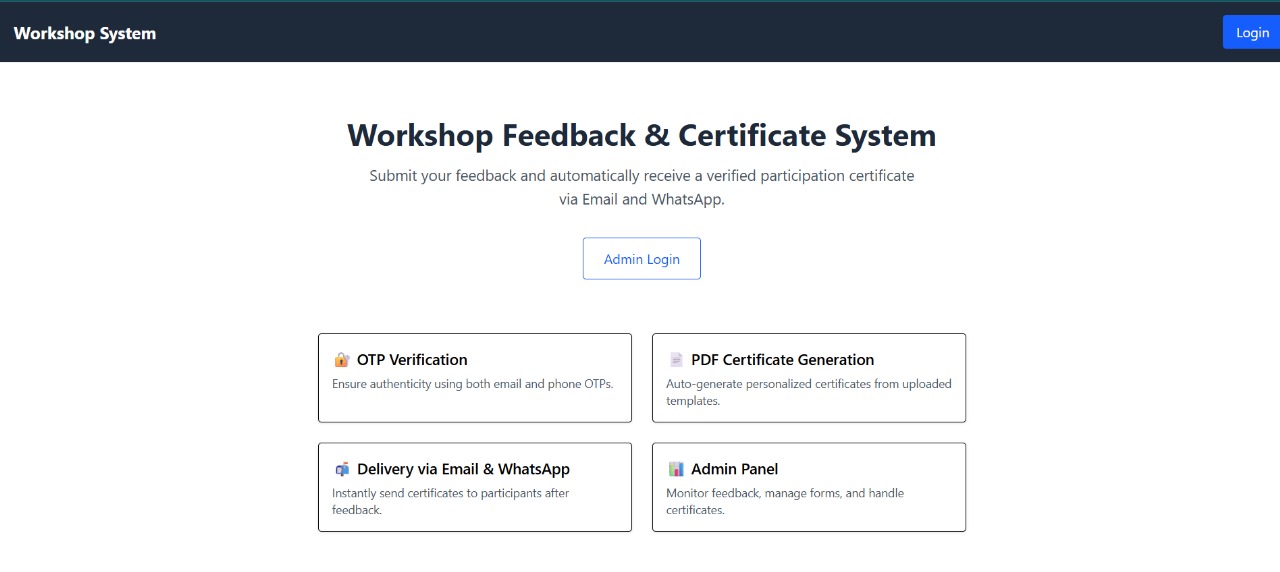 Workshop System
Login
Workshop Feedback & Certificate System
Submit your feedback and automatically receive a verified participation certificate
via Email and WhatsApp.
Admin Login
OTP Verification
Ensure authenticity using both email and phone OTPs.
PDF Certificate Generation
Auto-generate personalized certificates from uploaded
templates.
Delivery via Email & WhatsApp
Instantly send certificates to participants after
feedback.
Admin Panel
Monitor feedback, manage forms, and handle
certificates.